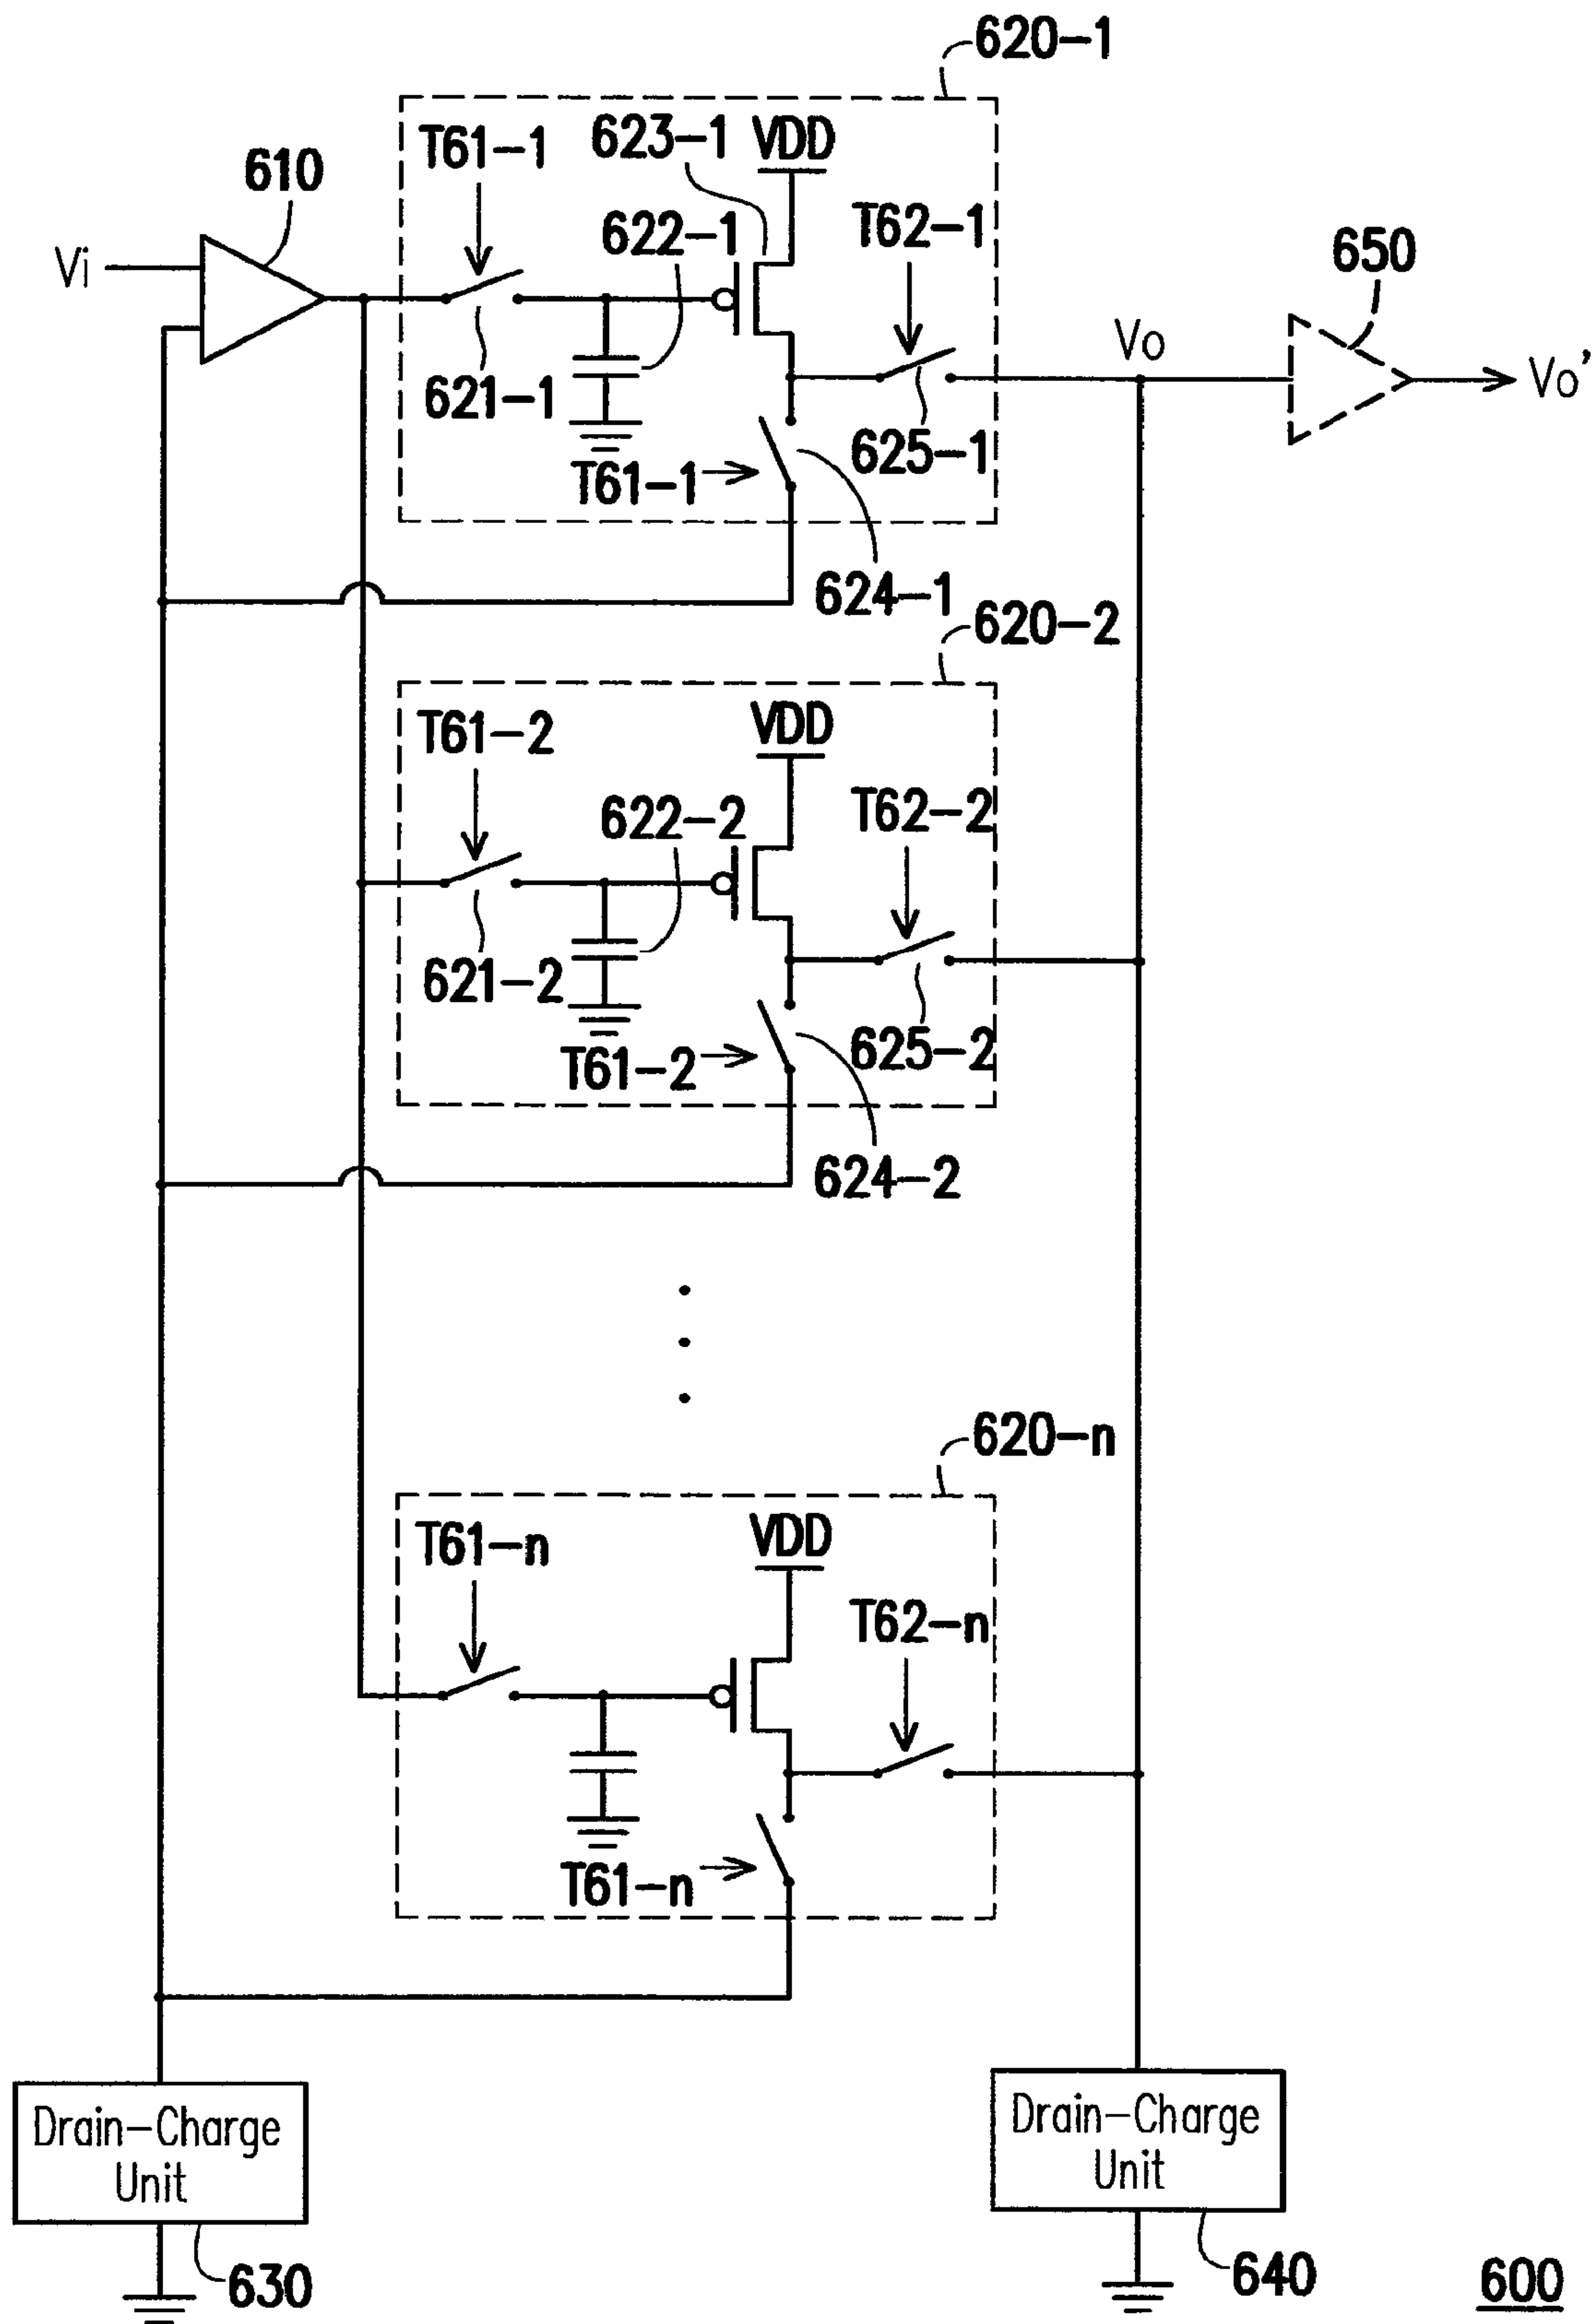 620-1
T61-1
623-1
VDD
610
622-1
T62-1
Vi
650
Vo
Vo'
621-1
625-1
T61-1
624-1
620-2
T61-2
VDD
622-2
T62-2
621-2
625-2
T61-2
624-2
620-n
T61-n
VDD
T62-n
T61-n
Drain-Charge
Unit
Drain-Charge
Unit
630
640
600